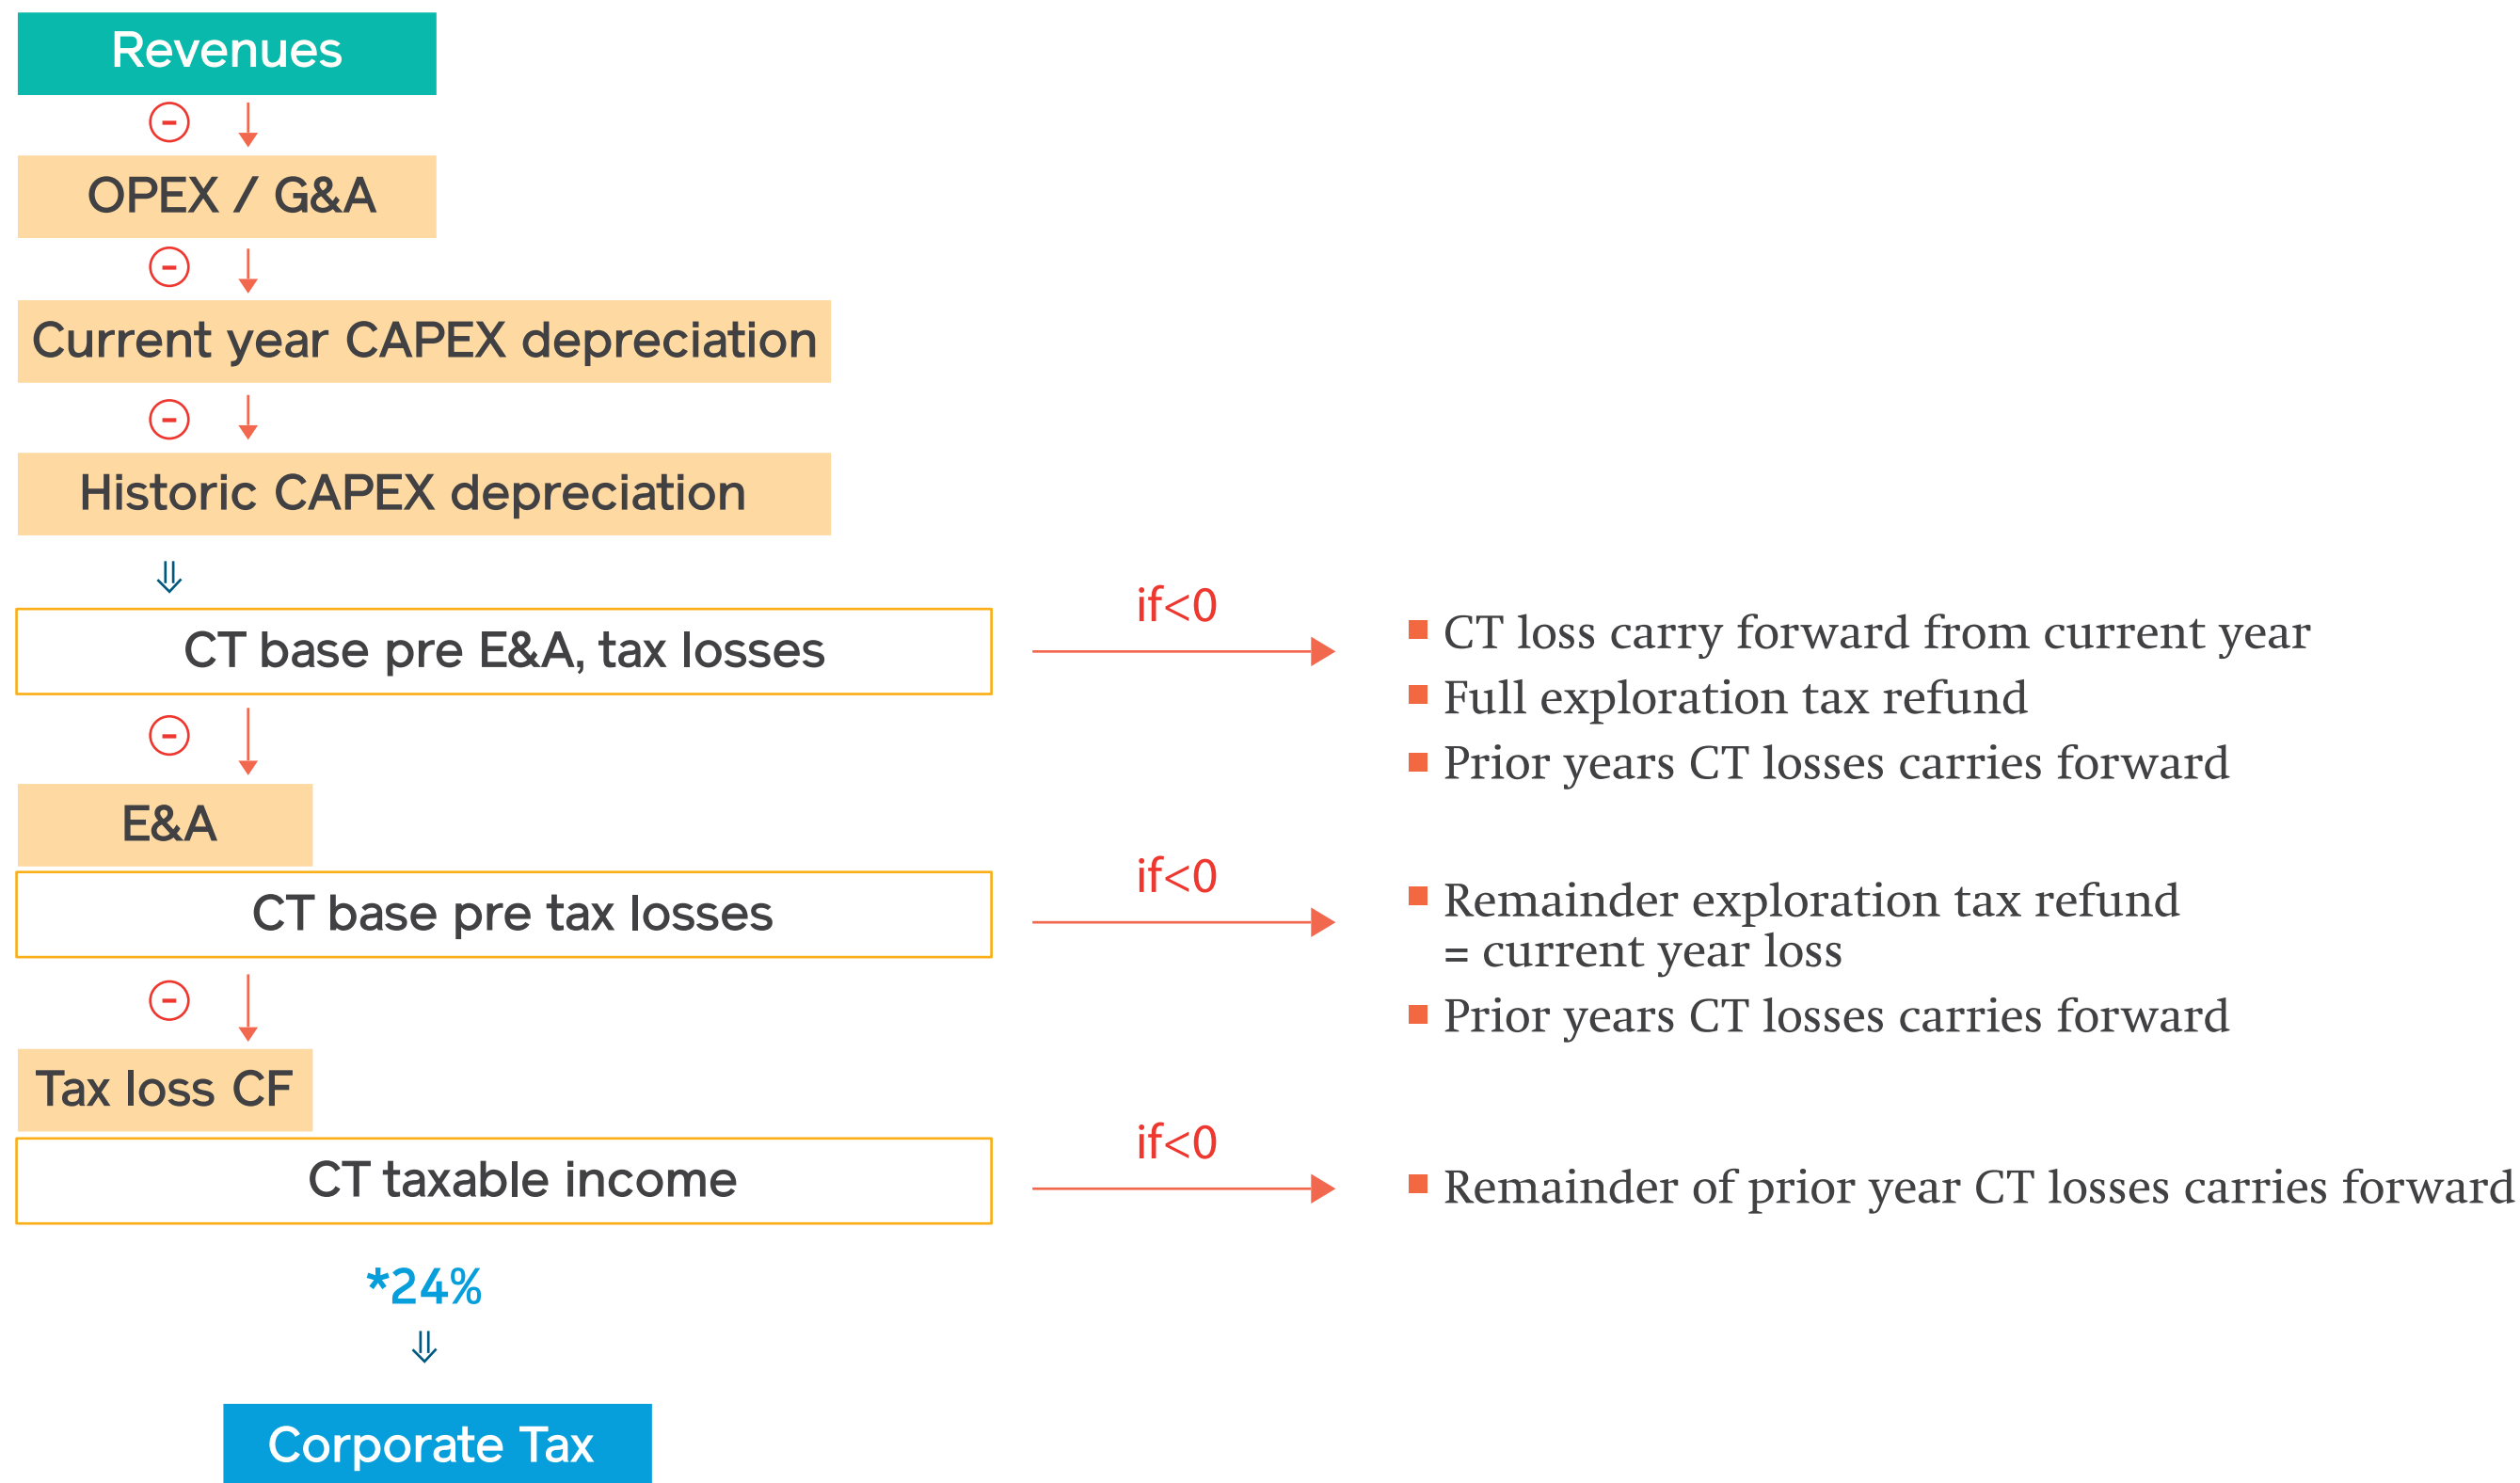 Revenues
-
OPEX / G&A
-
Current year CAPEX depreciation
-
Historic CAPEX depreciation
CT base pre E&A, tax losses
if<0
CT loss carry forward from current year
Full exploration tax refund
Prior years CT losses carries forward
-
E&A
CT base pre tax losses
if<0
Remainder exploration tax refund
= current year loss
Prior years CT losses carries forward
-
Tax loss CF
CT taxable income
if<0
Remainder of prior year CT losses carries forward
*24%
Corporate Tax